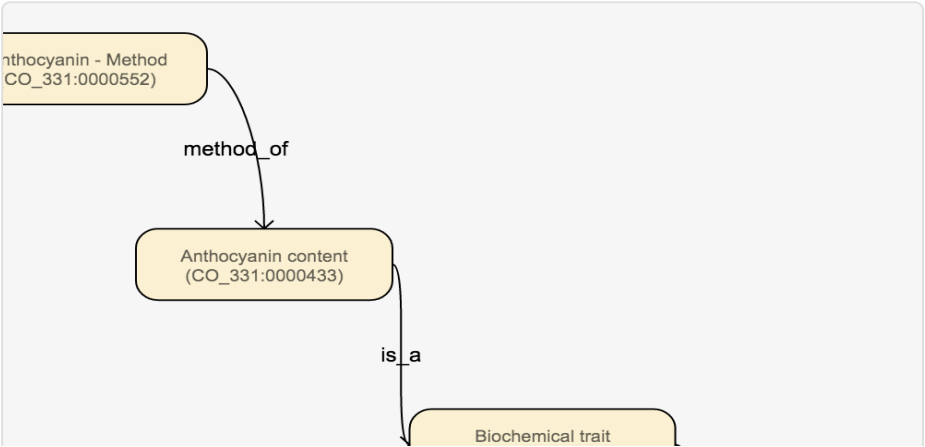 nthocyanin - Method
CO_331:0000552)
method_of
Anthocyanin content
(CO_331:0000433)
is_a
Biochemical trait